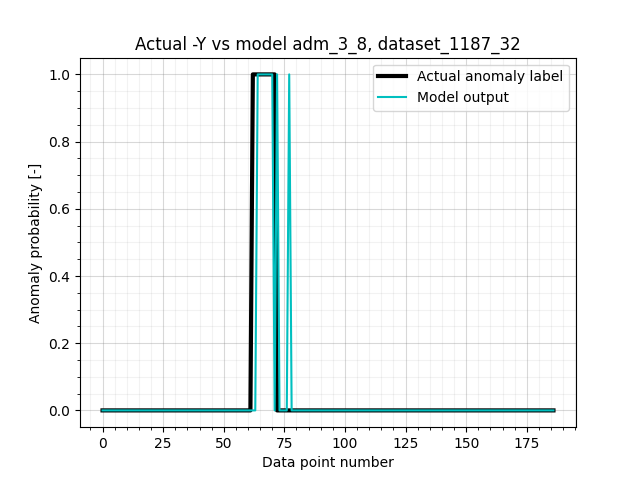 Actual -Y vs model adm_3_8, dataset_1187_32
Actual anomaly label
Model output
Anomaly probability [-]
1.0
0.8
0.6
0.4
0.2
0.0
0 25 50 75 100 125 150 175
Data point number